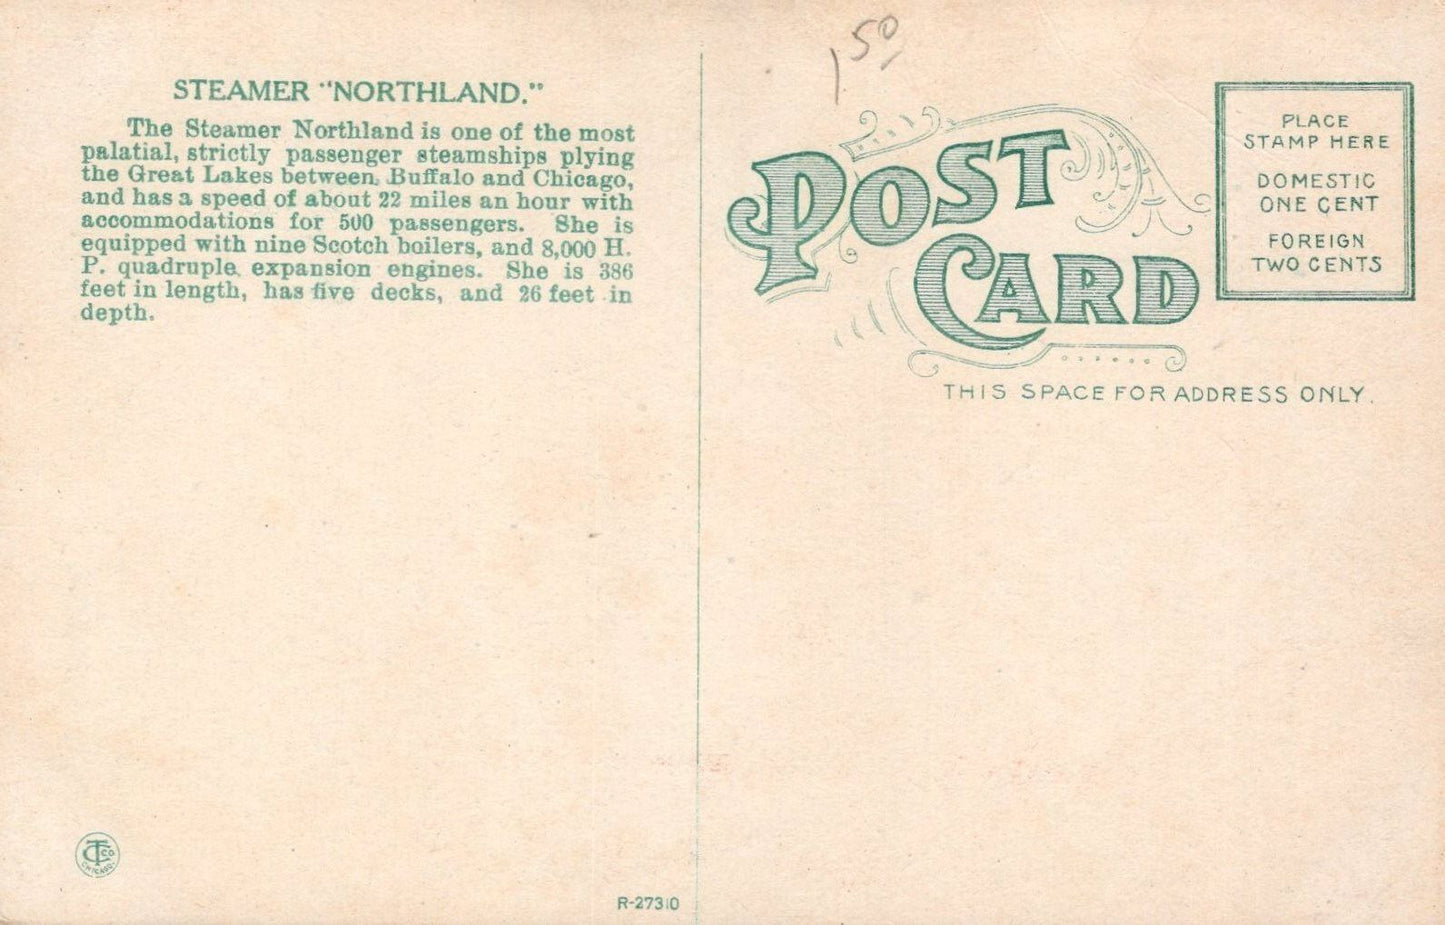 STEAMER "NORTHLAND."
The Steamer Northland is one of the most
palatial, strictly passenger steamships plying
the Great Lakes between Buffalo and Chicago,
and has a speed of about 22 miles an hour with
accommodations for 500 passengers. She is
equipped with nine Scotch boilers, and 8,000 H.
P. quadruple expansion engines. She is 386
feet in length, has five decks, and 26 feet in
depth.
CTCo
CHICAGO.
R-27310
1.50
POST
CARD
THIS SPACE FOR ADDRESS ONLY.
PLACE
STAMP HERE
DOMESTIC
ONE CENT
FOREIGN
TWO CENTS